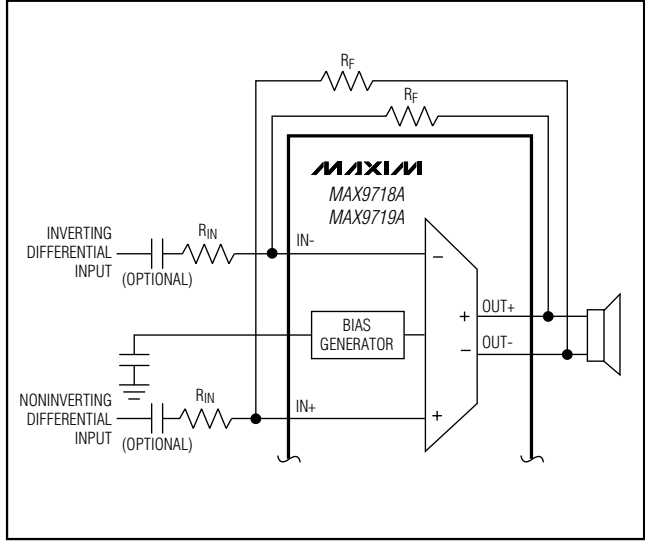 RF
RF
MAXIM
MAX9718A
MAX9719A
INVERTING
DIFFERENTIAL
INPUT
(OPTIONAL)
RIN
IN-
−
BIAS
GENERATOR
+
OUT+
−
OUT-
NONINVERTING
DIFFERENTIAL
INPUT
(OPTIONAL)
RIN
IN+
+